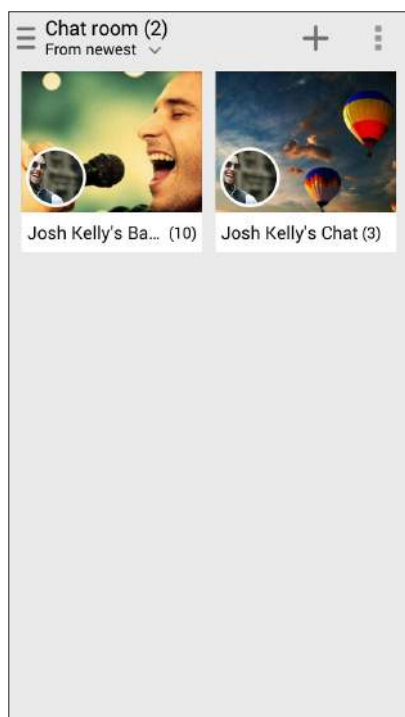 Chat room (2)
From newest
Josh Kelly's Ba... (10)
Josh Kelly's Chat (3)